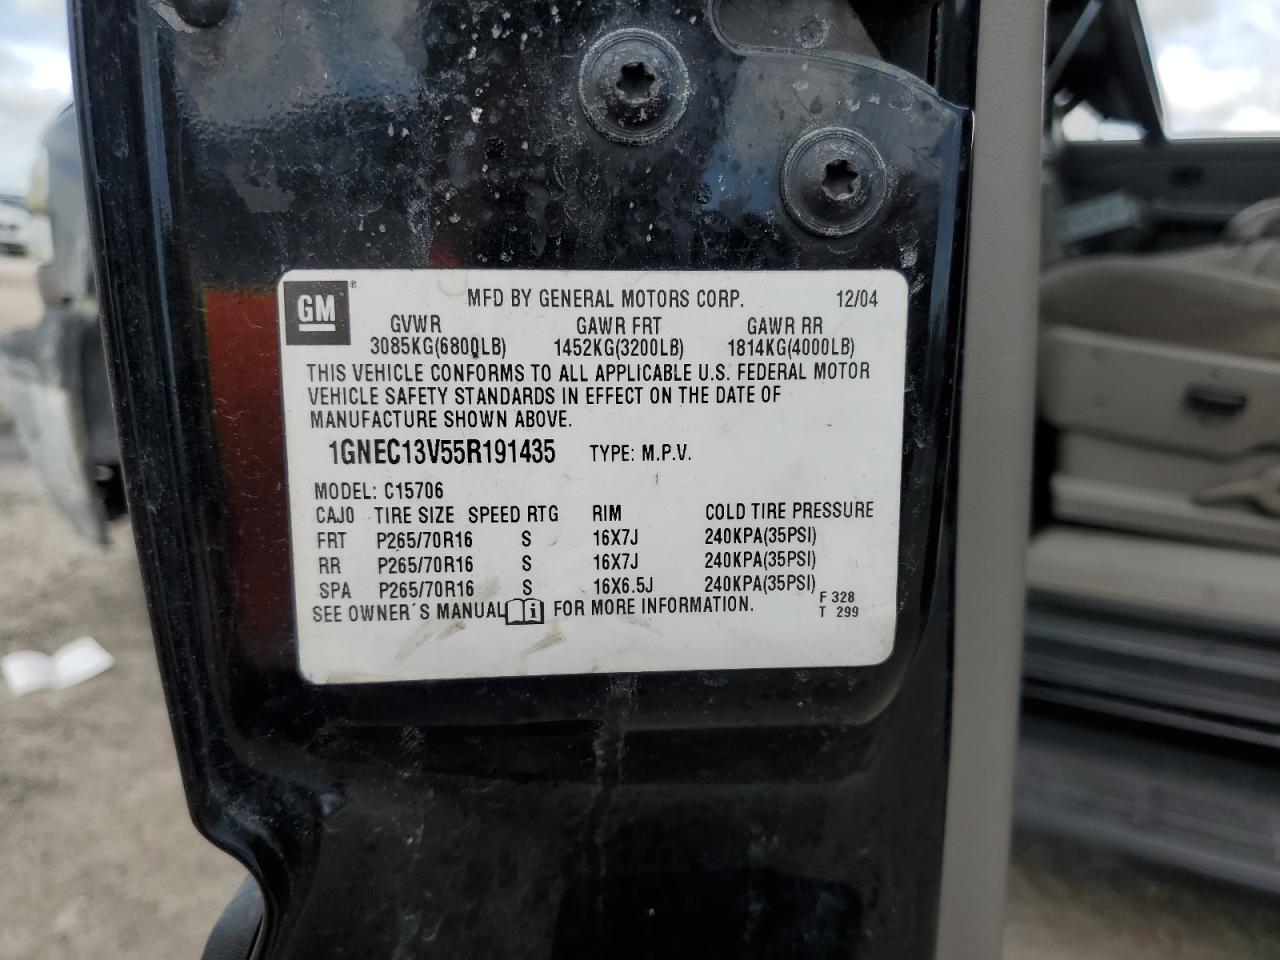 GM ® MFD BY GENERAL MOTORS CORP. 12/04
GVWR GAWR FRT GAWR RR
3085KG(6800LB) 1452KG(3200LB) 1814KG(4000LB)
THIS VEHICLE CONFORMS TO ALL APPLICABLE U.S. FEDERAL MOTOR
VEHICLE SAFETY STANDARDS IN EFFECT ON THE DATE OF
MANUFACTURE SHOWN ABOVE.
1GNEC13V55R191435 TYPE: M.P.V.
MODEL: C15706
CAJO TIRE SIZE SPEED RTG RIM COLD TIRE PRESSURE
FRT P265/70R16 S 16X7J 240KPA(35PSI)
RR P265/70R16 S 16X7J 240KPA(35PSI)
SPA P265/70R16 S 16X6.5J 240KPA(35PSI)
SEE OWNER´S MANUAL i FOR MORE INFORMATION. F 328
T 299